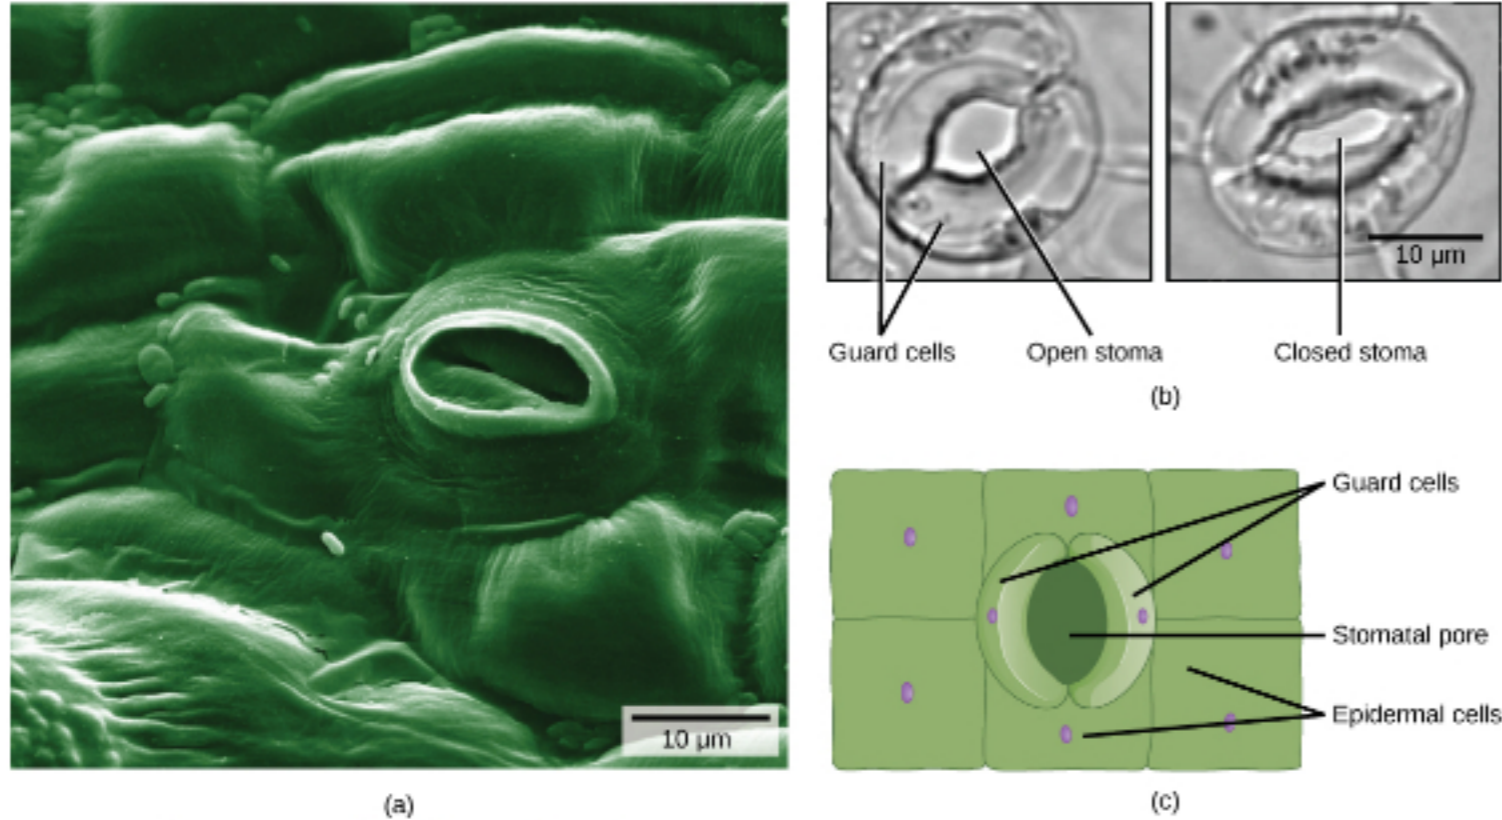 10 µm
(a)
10 µm
Guard cells
Open stoma
Closed stoma
(b)
Guard cells
Stomatal pore
Epidermal cells
(c)